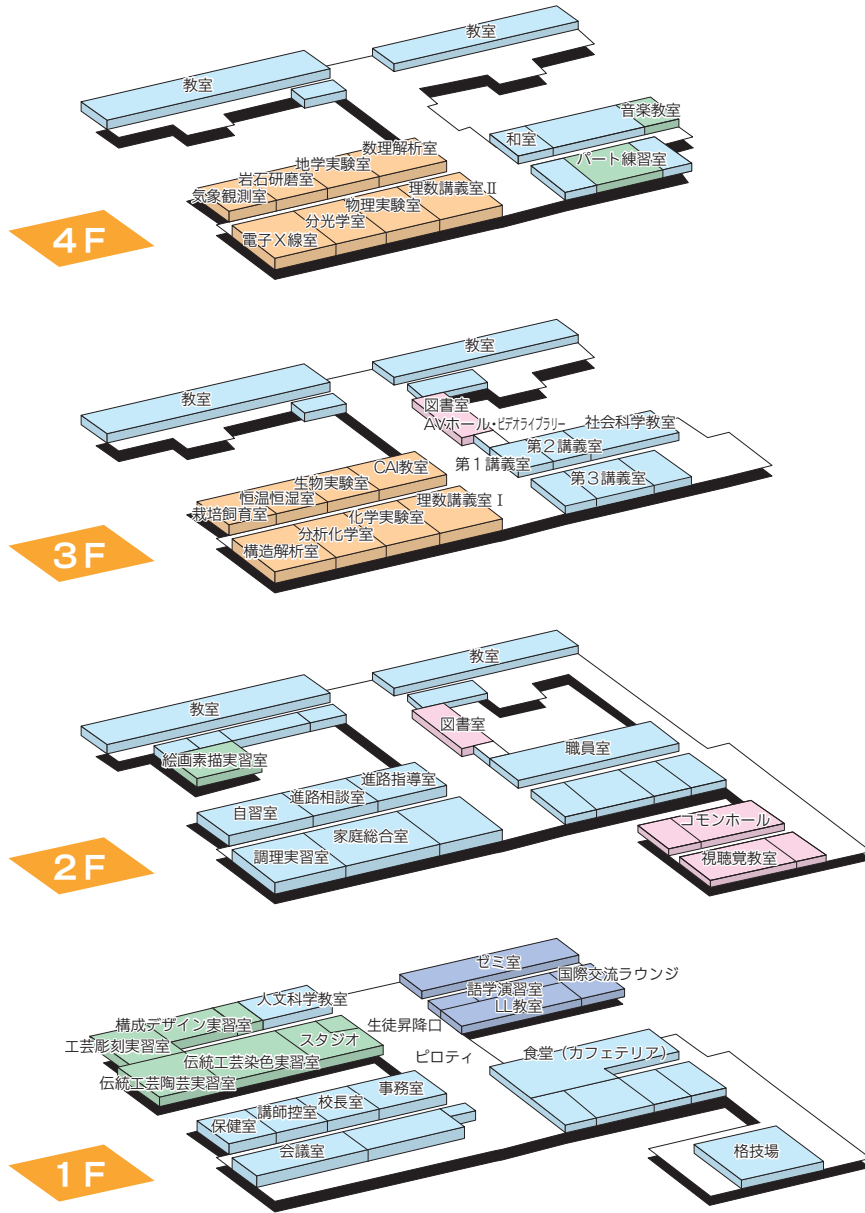 教室
教室
音楽教室
和室
パート練習室
数理解析室
地学実験室
岩石研磨室
気象観測室
理数講義室Ⅱ
物理実験室
分光学室
電子X線室
4F
教室
教室
図書室
AVホール・ビデオライブラリー
社会科学教室
第2講義室
第1講義室
第3講義室
CAI教室
生物実験室
恒温恒湿室
栽培飼育室
理数講義室Ⅰ
化学実験室
分析化学室
構造解析室
3F
教室
教室
図書室
職員室
絵画素描実習室
進路指導室
進路相談室
自習室
家庭総合室
調理実習室
コモンホール
視聴覚教室
2F
ゼミ室
国際交流ラウンジ
語学演習室
LL教室
人文科学教室
構成デザイン実習室
工芸彫刻実習室
生徒昇降口
スタジオ
伝統工芸染色実習室
伝統工芸陶芸実習室
ピロティ
食堂（カフェテリア）
事務室
校長室
講師控室
保健室
会議室
格技場
1F